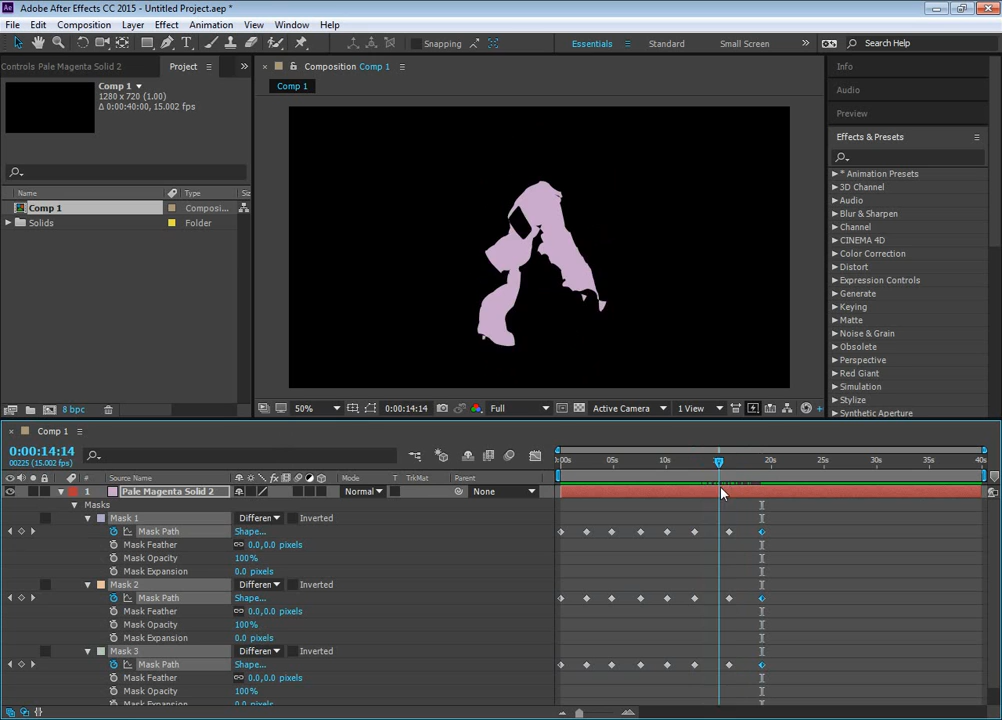 Adobe After Effects CC 2015 - Untitled Project.aep *
File Edit Composition Layer Effect Animation View Window Help
Snapping Essentials Standard Small Screen Search Help
Controls Pale Magenta Solid 2 Project
Comp 1
1280 x 720 (1.00)
Δ 0:00:40:00, 15.002 fps
Name Type Siz
Comp 1 Composi...
Solids Folder
8 bpc
Composition Comp 1
Comp 1
50% 0:00:14:14 Full Active Camera 1 View +0
Info
Audio
Preview
Effects & Presets
* Animation Presets
3D Channel
Audio
Blur & Sharpen
Channel
CINEMA 4D
Color Correction
Distort
Expression Controls
Generate
Keying
Matte
Noise & Grain
Obsolete
Perspective
Red Giant
Simulation
Stylize
Synthetic Aperture
Comp 1
0:00:14:14
00225 (15.002 fps)
:00s 05s 10s 20s 25s 30s 35s 40s
# Source Name Mode T TrkMat Parent
1 Pale Magenta Solid 2 Normal None
Masks
Mask 1 Differen Inverted
Mask Path Shape...
Mask Feather 0.0,0.0 pixels
Mask Opacity 100%
Mask Expansion 0.0 pixels
Mask 2 Differen Inverted
Mask Path Shape...
Mask Feather 0.0,0.0 pixels
Mask Opacity 100%
Mask Expansion 0.0 pixels
Mask 3 Differen Inverted
Mask Path Shape...
Mask Feather 0.0,0.0 pixels
Mask Opacity 100%